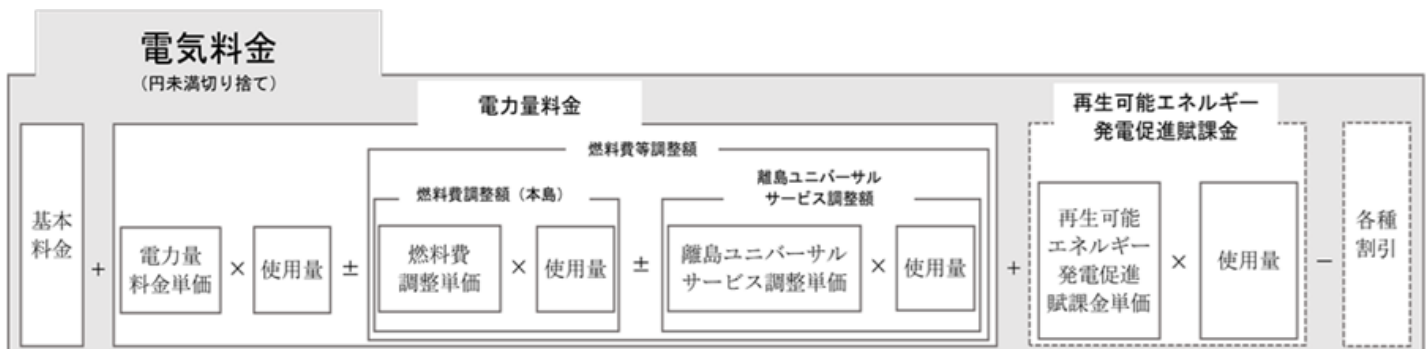 電気料金
(円未満切り捨て)
電力量料金
再生可能エネルギー
発電促進賦課金
燃料費等調整額
燃料費調整額(本島)
離島ユニバーサル
サービス調整額
基本
料金
+
電力量
料金単価
×
使用量
±
燃料費
調整単価
×
使用量
±
離島ユニバーサル
サービス調整単価
×
使用量
+
再生可能
エネルギー
発電促進
賦課金単価
×
使用量
−
各種
割引